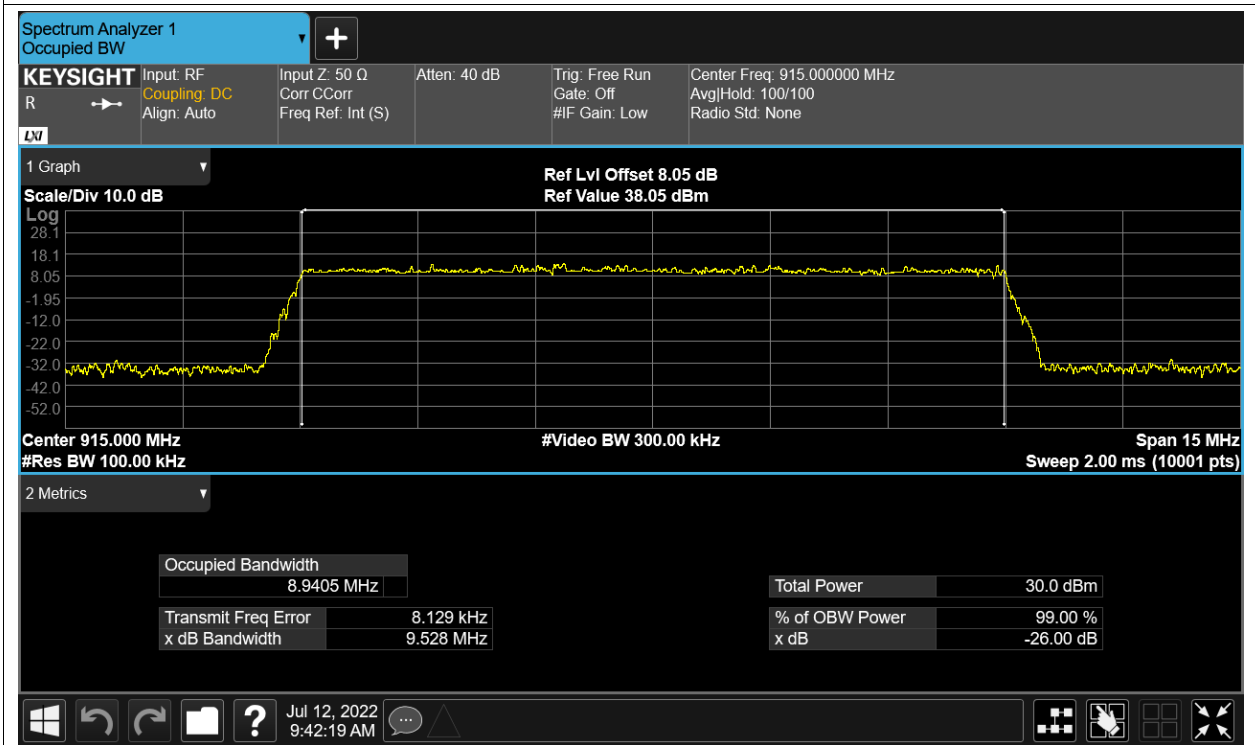 Spectrum Analyzer 1
Occupied BW
KEYSIGHT
R
LXI
Input: RF
Coupling: DC
Align: Auto
Input Z: 50 Ω
Corr CCorr
Freq Ref: Int (S)
Atten: 40 dB
Trig: Free Run
Gate: Off
#IF Gain: Low
Center Freq: 915.000000 MHz
Avg|Hold: 100/100
Radio Std: None
1 Graph
Scale/Div 10.0 dB
Ref Lvl Offset 8.05 dB
Ref Value 38.05 dBm
Log
28.1
18.1
8.05
-1.95
-12.0
-22.0
-32.0
-42.0
-52.0
Center 915.000 MHz
#Res BW 100.00 kHz
#Video BW 300.00 kHz
Span 15 MHz
Sweep 2.00 ms (10001 pts)
2 Metrics
Occupied Bandwidth
8.9405 MHz
Transmit Freq Error 8.129 kHz
x dB Bandwidth 9.528 MHz
Total Power 30.0 dBm
% of OBW Power 99.00 %
x dB -26.00 dB
?
Jul 12, 2022
9:42:19 AM